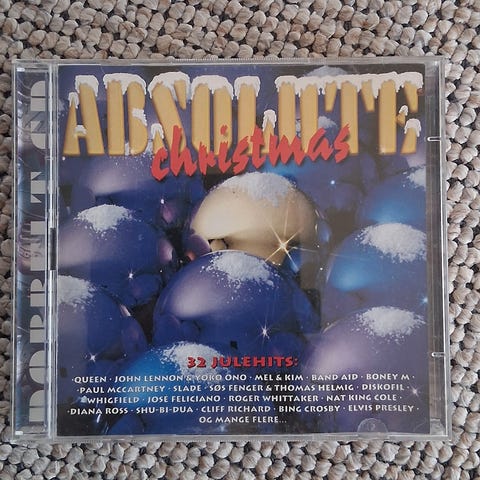 ABSOLUTE
christmas
DOBBELT CD
32 JULEHITS:
QUEEN · JOHN LENNON & YOKO ONO · MEL & KIM · BAND AID · BONEY M ·
PAUL MCCARTNEY · SLADE · SØS FENGER & THOMAS HELMIG · DISKOFIL ·
WHIGFIELD · JOSE FELICIANO · ROGER WHITTAKER · NAT KING COLE ·
DIANA ROSS · SHU-BI-DUA · CLIFF RICHARD · BING CROSBY · ELVIS PRESLEY ·
OG MANGE FLERE...